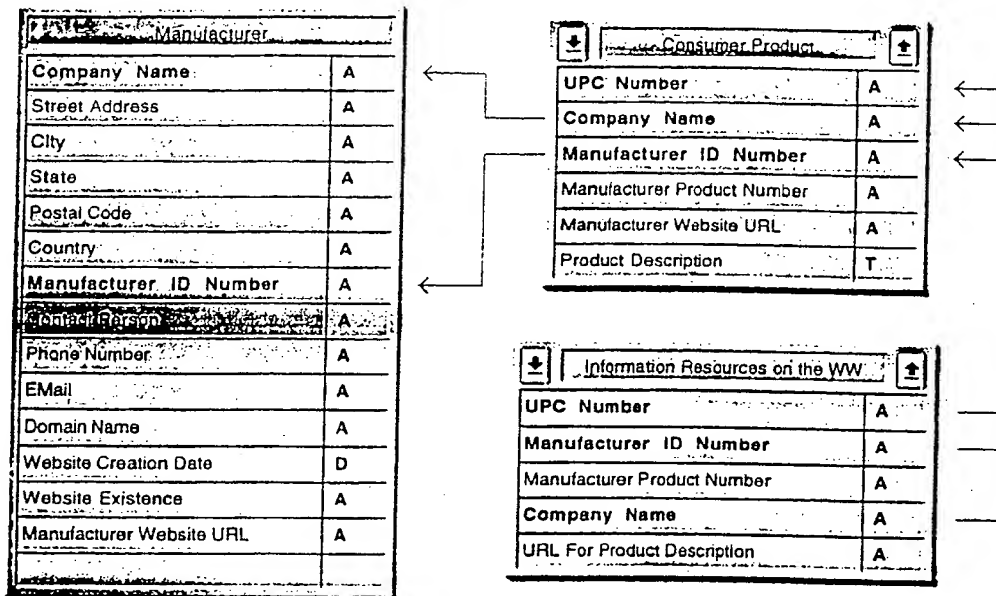 Manufacturer
Company Name A
Street Address A
City A
State A
Postal Code A
Country A
Manufacturer ID Number A
Contact Person A
Phone Number A
EMail A
Domain Name A
Website Creation Date D
Website Existence A
Manufacturer Website URL A
Consumer Product
UPC Number A
Company Name A
Manufacturer ID Number A
Manufacturer Product Number A
Manufacturer Website URL A
Product Description T
Information Resources on the WW
UPC Number A
Manufacturer ID Number A
Manufacturer Product Number A
Company Name A
URL For Product Description A